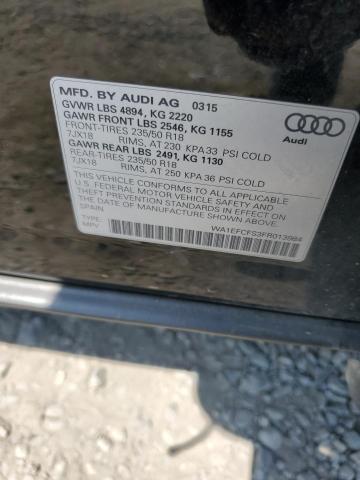 MFD. BY AUDI AG 0315
GVWR LBS 4894, KG 2220
GAWR FRONT LBS 2546, KG 1155
FRONT-TIRES 235/50 R18
7JX18 RIMS, AT 230 KPA 33 PSI COLD
GAWR REAR LBS 2491, KG 1130
REAR-TIRES 235/50 R18
7JX18 RIMS, AT 250 KPA 36 PSI COLD
THIS VEHICLE CONFORMS TO ALL APPLICABLE
U.S. FEDERAL MOTOR VEHICLE SAFETY, BUMPER AND
THEFT PREVENTION STANDARDS IN EFFECT ON
THE DATE OF MANUFACTURE SHOWN ABOVE.
SPAIN
TYPE:
MPV
WA1EFCFS3FR013984
Audi